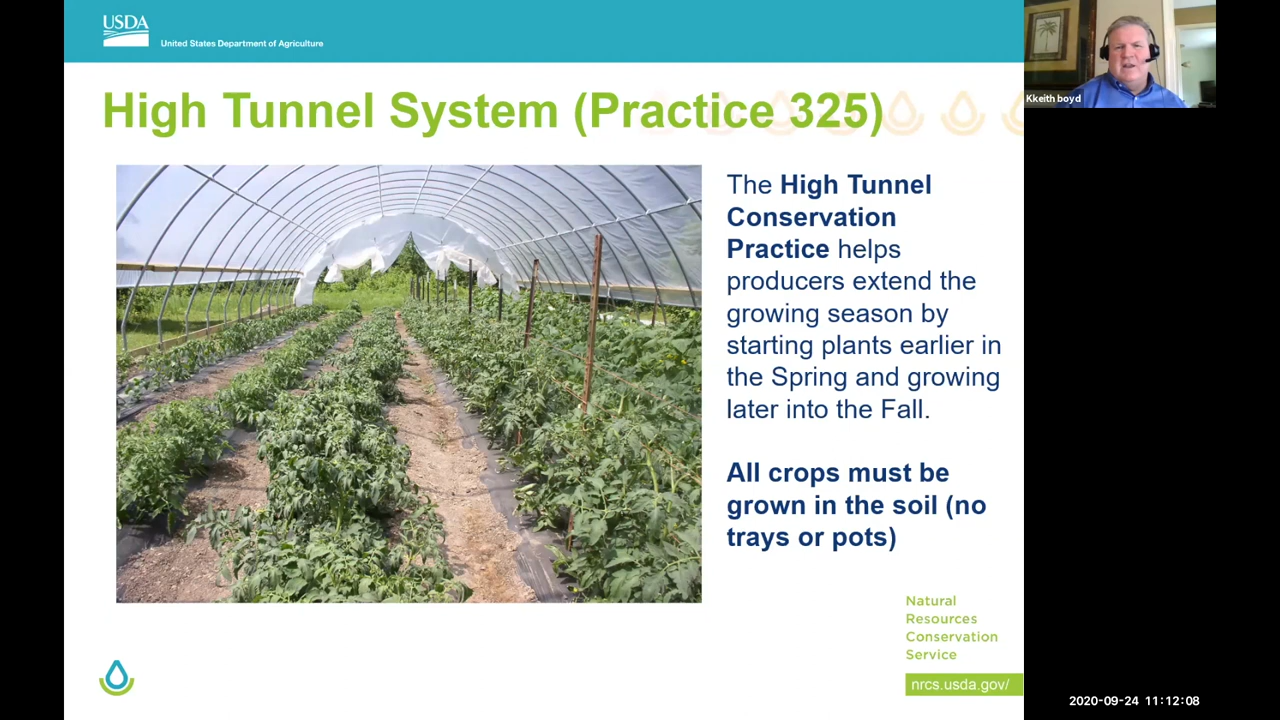 USDA
United States Department of Agriculture
Kkeith boyd
High Tunnel System (Practice 325)
The High Tunnel
Conservation
Practice helps
producers extend the
growing season by
starting plants earlier in
the Spring and growing
later into the Fall.
All crops must be
grown in the soil (no
trays or pots)
Natural
Resources
Conservation
Service
nrcs.usda.gov/
2020-09-24 11:12:08